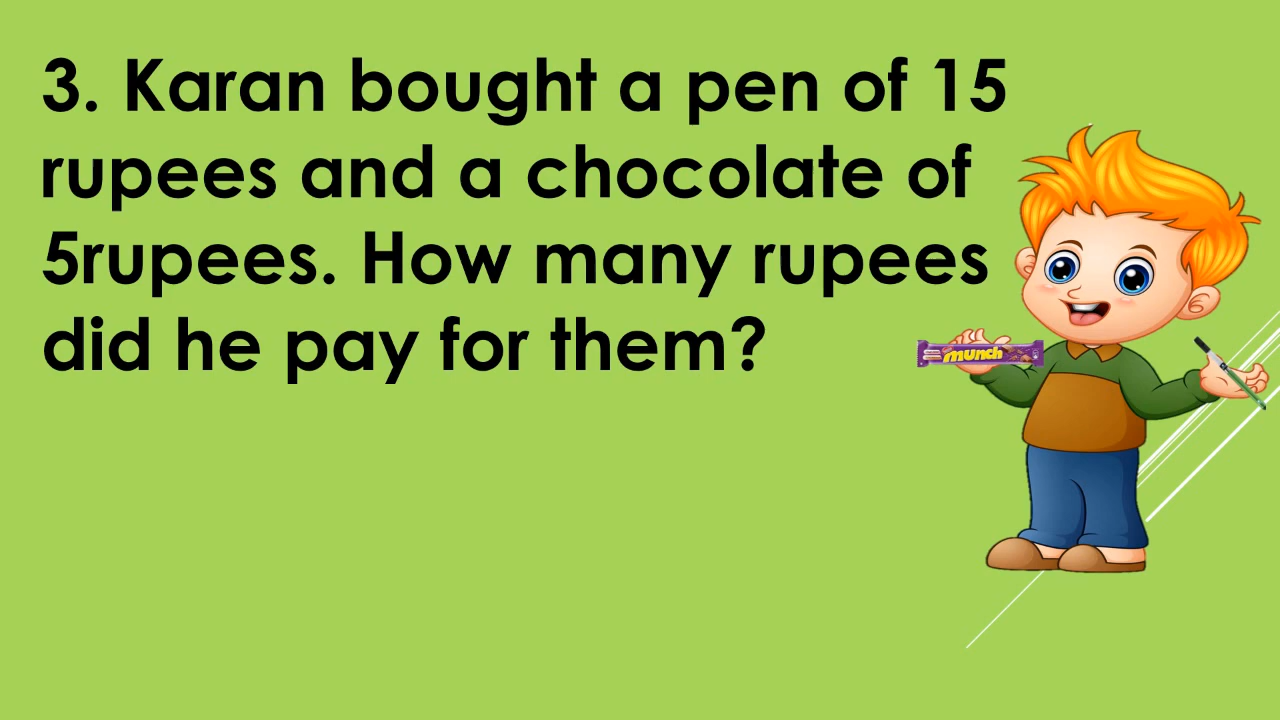 3. Karan bought a pen of 15
rupees and a chocolate of
5rupees. How many rupees
did he pay for them?
munch